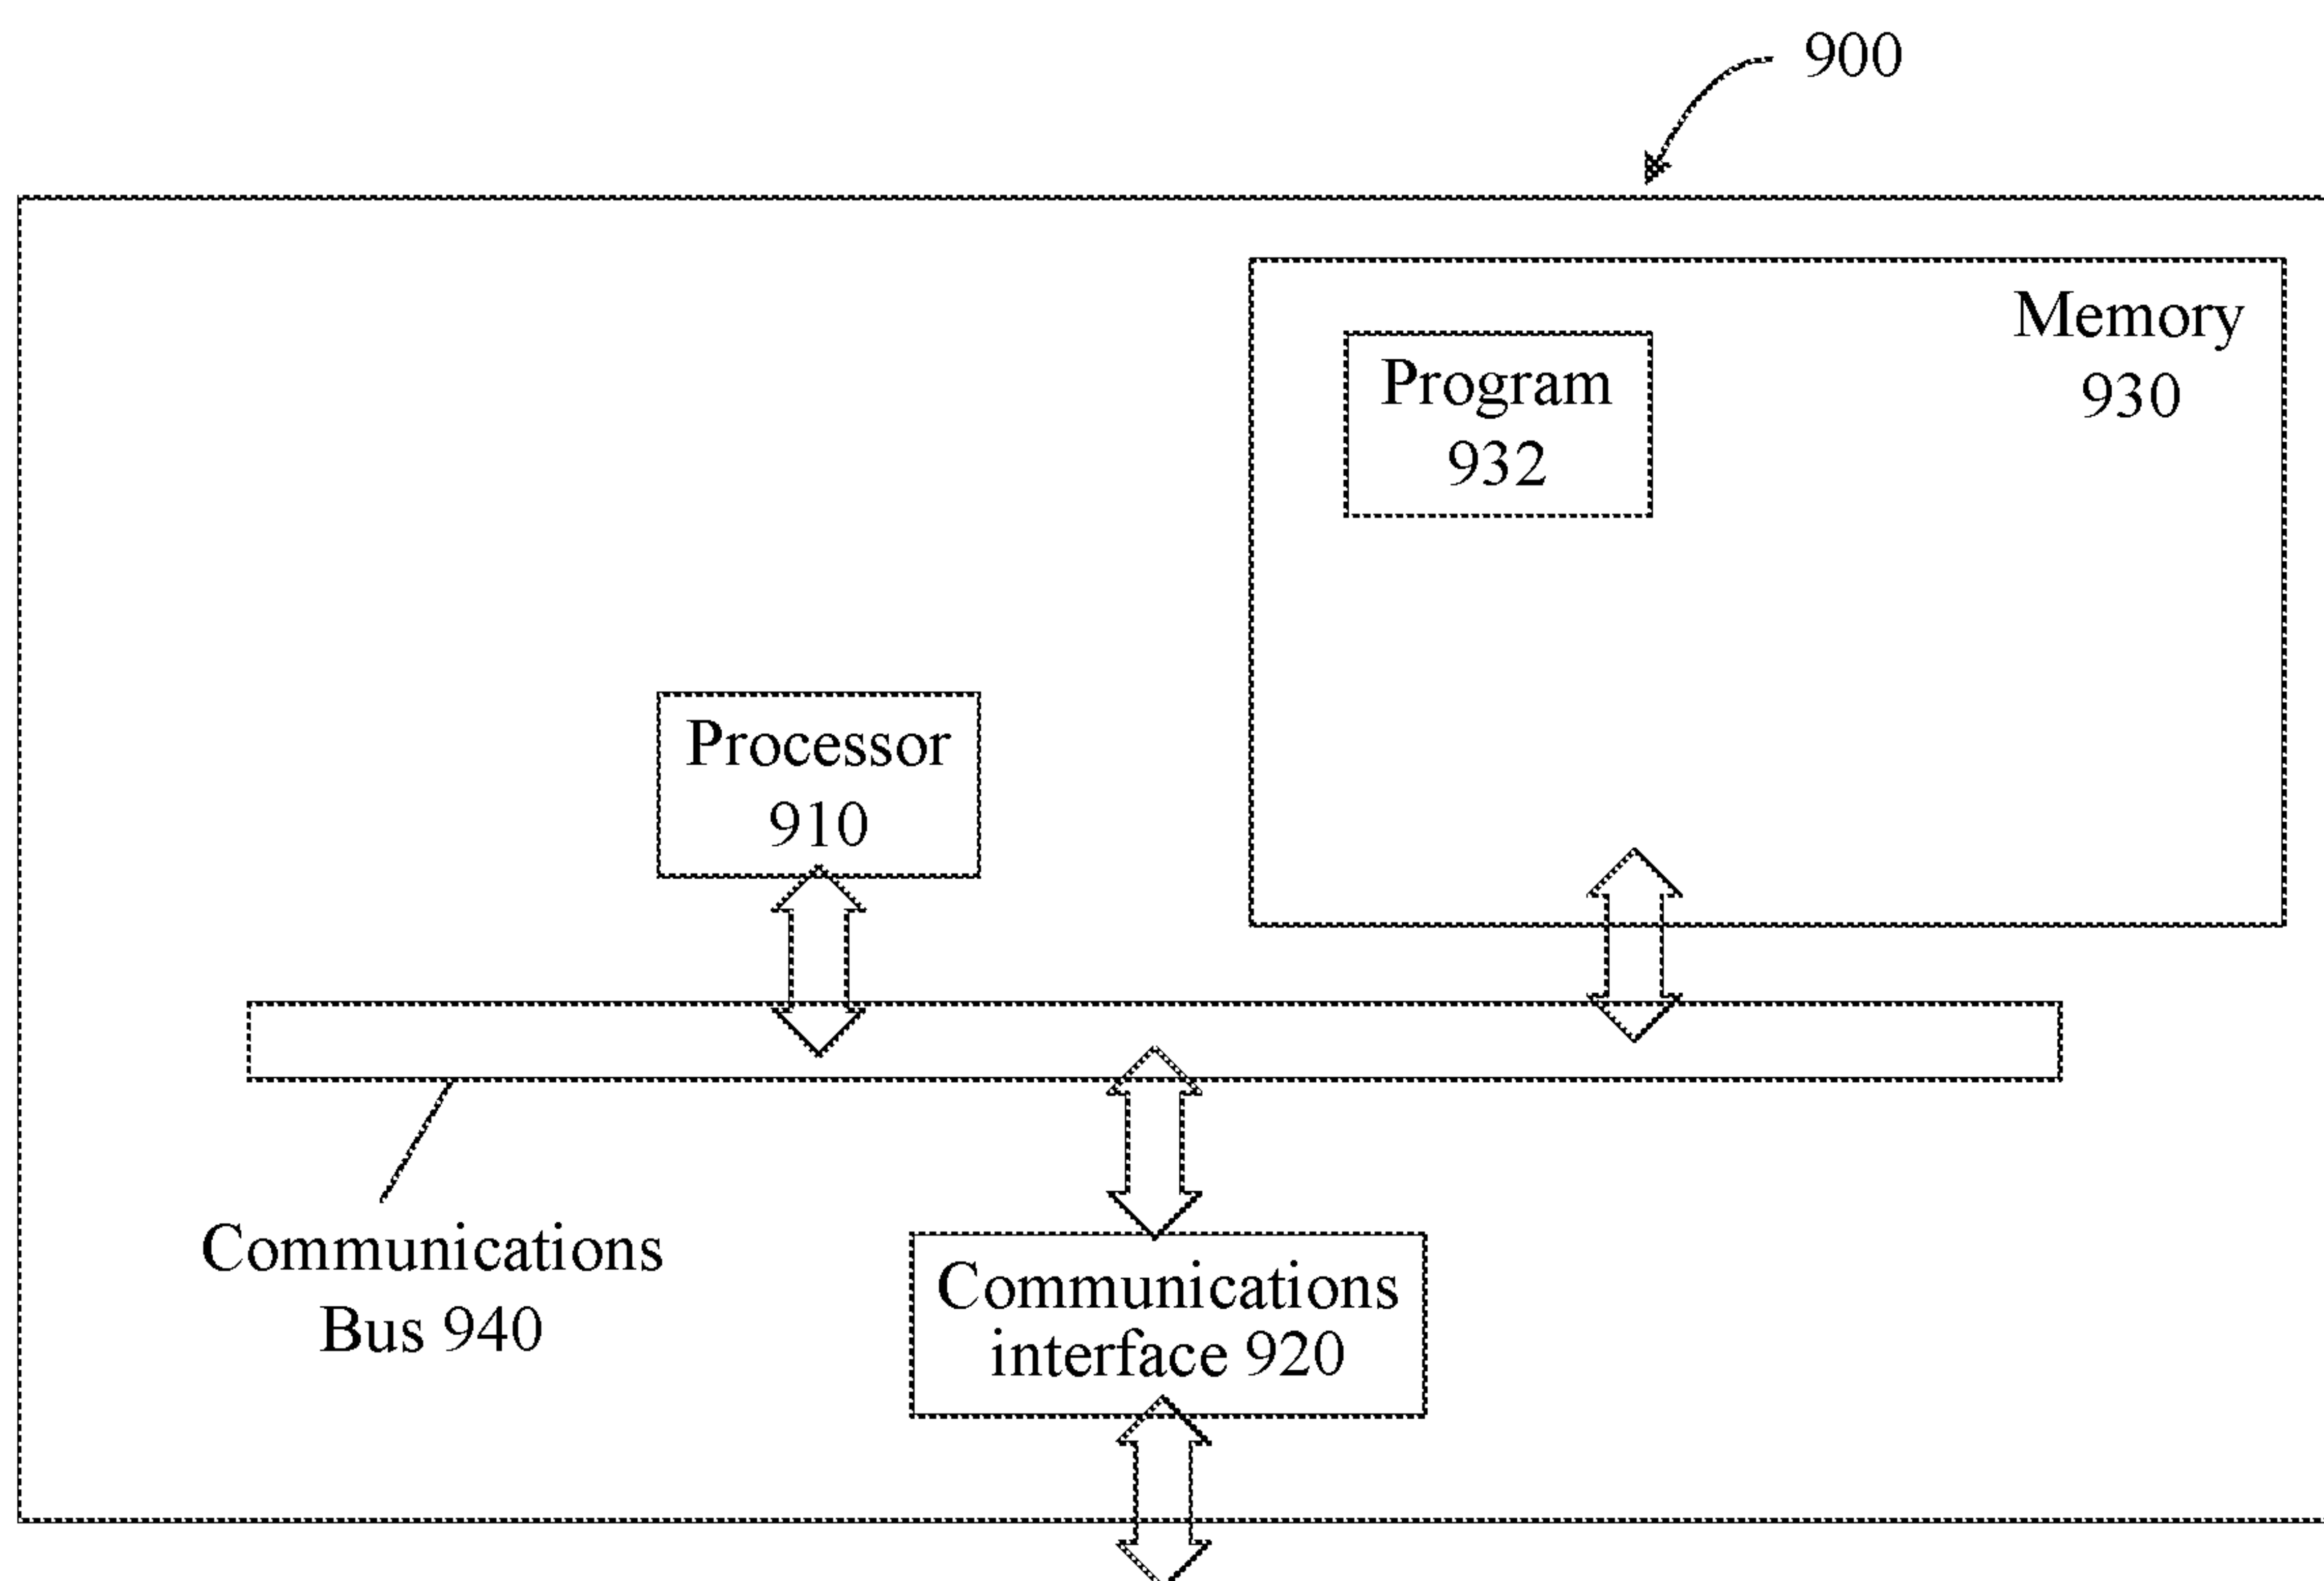 900
Memory
930
Program
932
Processor
910
Communications
Bus 940
Communications
interface 920